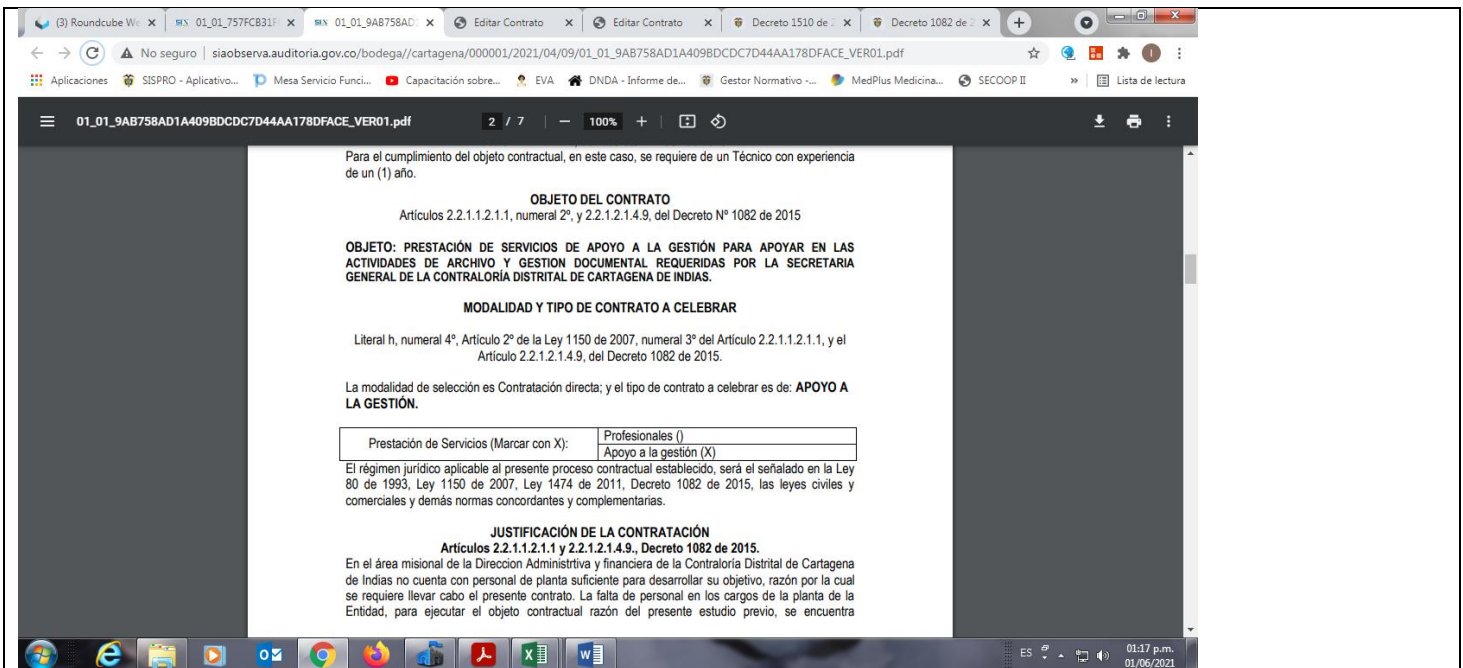 (3) Roundcube We
01_01_757FCB31F
01_01_9AB758AD1
Editar Contrato
Editar Contrato
Decreto 1510 de 2
Decreto 1082 de 2
No seguro | siaobserva.auditoria.gov.co/bodega//cartagena/000001/2021/04/09/01_01_9AB758AD1A409BDCDC7D44AA178DFACE_VER01.pdf
Aplicaciones SISPRO - Aplicativo... Mesa Servicio Funci... Capacitación sobre... EVA DNDA - Informe de... Gestor Normativo -... MedPlus Medicina... SECOOP II » Lista de lectura
01_01_9AB758AD1A409BDCDC7D44AA178DFACE_VER01.pdf 2 / 7 | — 100% + |
Para el cumplimiento del objeto contractual, en este caso, se requiere de un Técnico con experiencia
de un (1) año.
OBJETO DEL CONTRATO
Artículos 2.2.1.1.2.1.1, numeral 2º, y 2.2.1.2.1.4.9, del Decreto Nº 1082 de 2015
OBJETO: PRESTACIÓN DE SERVICIOS DE APOYO A LA GESTIÓN PARA APOYAR EN LAS
ACTIVIDADES DE ARCHIVO Y GESTION DOCUMENTAL REQUERIDAS POR LA SECRETARIA
GENERAL DE LA CONTRALORÍA DISTRITAL DE CARTAGENA DE INDIAS.
MODALIDAD Y TIPO DE CONTRATO A CELEBRAR
Literal h, numeral 4º, Artículo 2º de la Ley 1150 de 2007, numeral 3º del Artículo 2.2.1.1.2.1.1, y el
Artículo 2.2.1.2.1.4.9, del Decreto 1082 de 2015.
La modalidad de selección es Contratación directa; y el tipo de contrato a celebrar es de: APOYO A
LA GESTIÓN.
Prestación de Servicios (Marcar con X):
Profesionales ()
Apoyo a la gestión (X)
El régimen jurídico aplicable al presente proceso contractual establecido, será el señalado en la Ley
80 de 1993, Ley 1150 de 2007, Ley 1474 de 2011, Decreto 1082 de 2015, las leyes civiles y
comerciales y demás normas concordantes y complementarias.
JUSTIFICACIÓN DE LA CONTRATACIÓN
Artículos 2.2.1.1.2.1.1 y 2.2.1.2.1.4.9., Decreto 1082 de 2015.
En el área misional de la Direccion Administrtiva y financiera de la Contraloría Distrital de Cartagena
de Indias no cuenta con personal de planta suficiente para desarrollar su objetivo, razón por la cual
se requiere llevar cabo el presente contrato. La falta de personal en los cargos de la planta de la
Entidad, para ejecutar el objeto contractual razón del presente estudio previo, se encuentra
ES
01:17 p.m.
01/06/2021